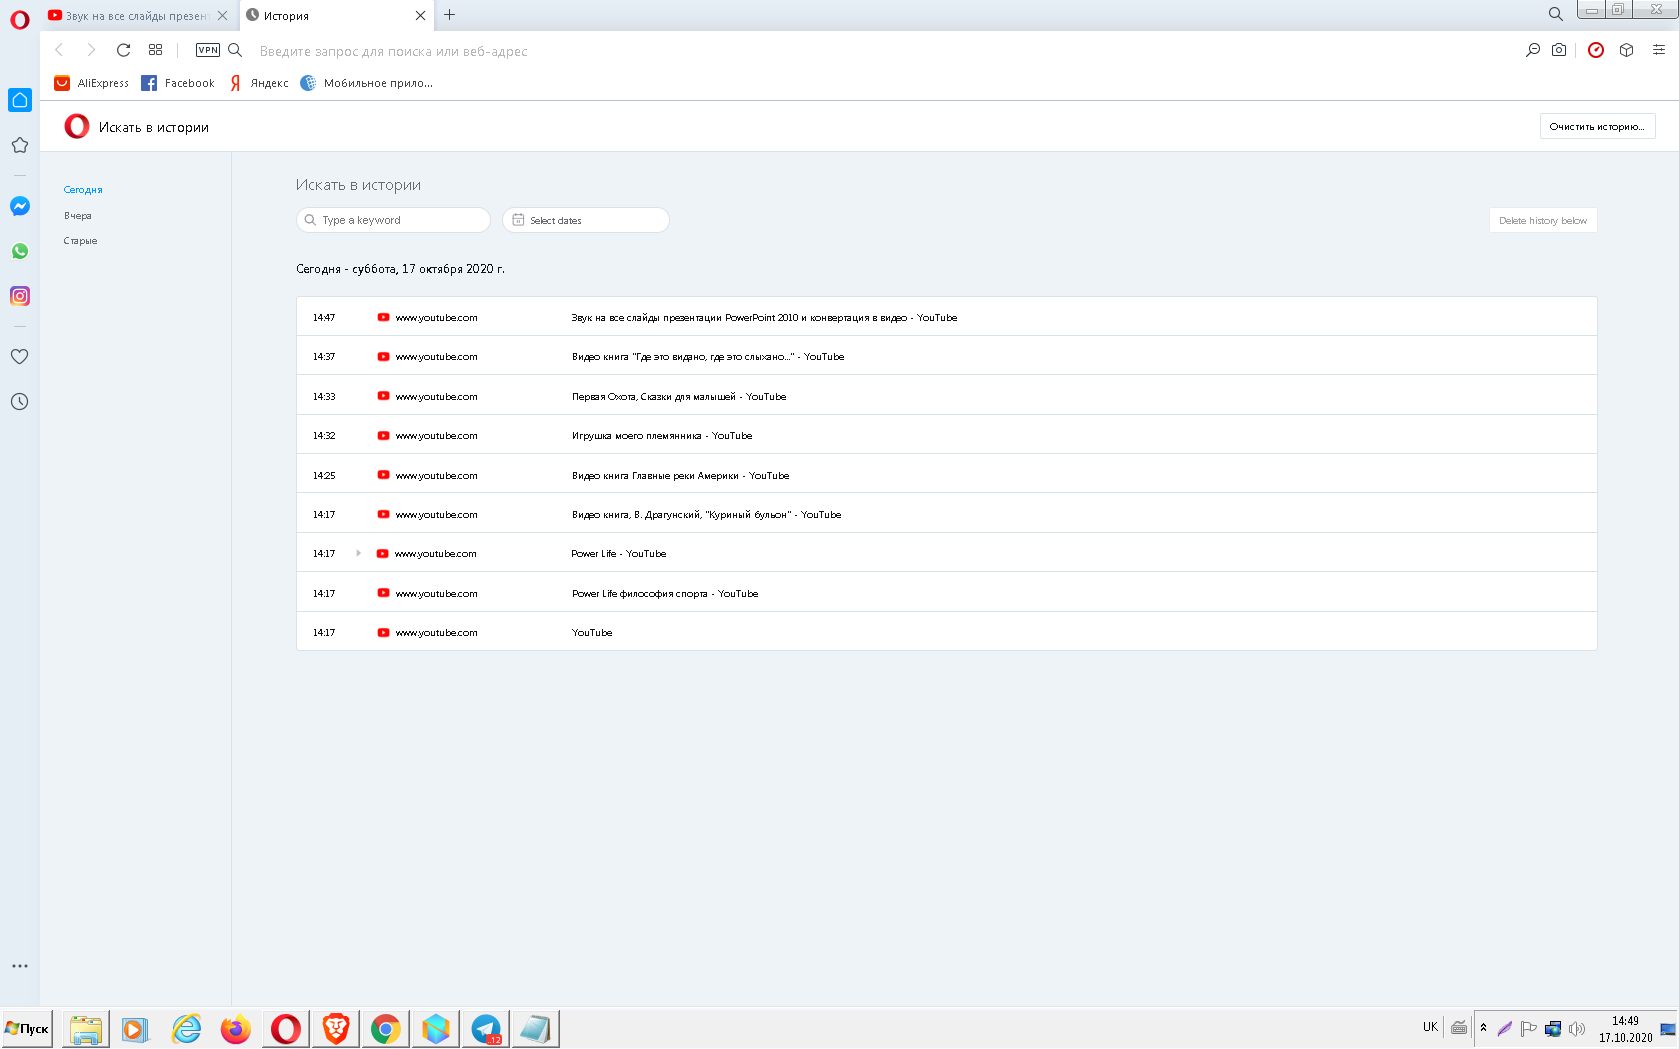 Звук на все слайды презен
История
VPN
Введите запрос для поиска или веб-адрес
AliExpress
Facebook
Яндекс
Мобильное прило...
Искать в истории
Очистить историю...
Сегодня
Вчера
Старые
Искать в истории
Type a keyword
Select dates
Delete history below
Сегодня - суббота, 17 октября 2020 г.
14:47 www.youtube.com Звук на все слайды презентации PowerPoint 2010 и конвертация в видео - YouTube
14:37 www.youtube.com Видео книга "Где это видано, где это слыхано..." - YouTube
14:33 www.youtube.com Первая Охота, Сказки для малышей - YouTube
14:32 www.youtube.com Игрушка моего племянника - YouTube
14:25 www.youtube.com Видео книга Главные реки Америки - YouTube
14:17 www.youtube.com Видео книга, В. Драгунский, "Куриный бульон" - YouTube
14:17 www.youtube.com Power Life - YouTube
14:17 www.youtube.com Power Life философия спорта - YouTube
14:17 www.youtube.com YouTube
Пуск
.12
UK
14:49
17.10.2020